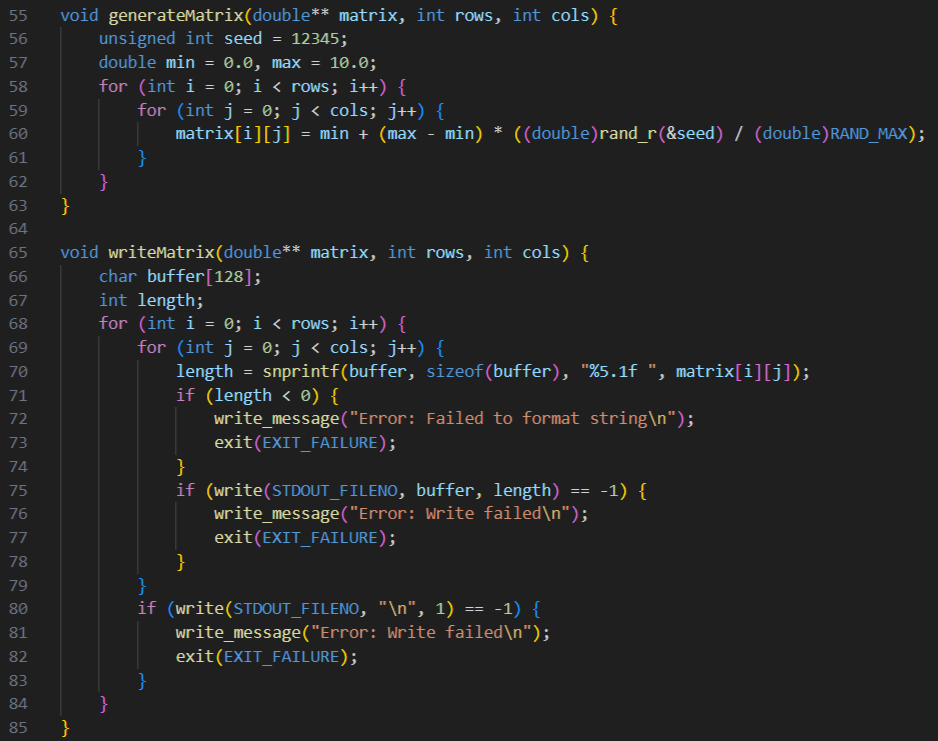 55 void generateMatrix(double** matrix, int rows, int cols) {
56     unsigned int seed = 12345;
57     double min = 0.0, max = 10.0;
58     for (int i = 0; i < rows; i++) {
59         for (int j = 0; j < cols; j++) {
60             matrix[i][j] = min + (max - min) * ((double)rand_r(&seed) / (double)RAND_MAX);
61         }
62     }
63 }
64
65 void writeMatrix(double** matrix, int rows, int cols) {
66     char buffer[128];
67     int length;
68     for (int i = 0; i < rows; i++) {
69         for (int j = 0; j < cols; j++) {
70             length = snprintf(buffer, sizeof(buffer), "%5.1f ", matrix[i][j]);
71             if (length < 0) {
72                 write_message("Error: Failed to format string\n");
73                 exit(EXIT_FAILURE);
74             }
75             if (write(STDOUT_FILENO, buffer, length) == -1) {
76                 write_message("Error: Write failed\n");
77                 exit(EXIT_FAILURE);
78             }
79         }
80         if (write(STDOUT_FILENO, "\n", 1) == -1) {
81             write_message("Error: Write failed\n");
82             exit(EXIT_FAILURE);
83         }
84     }
85 }